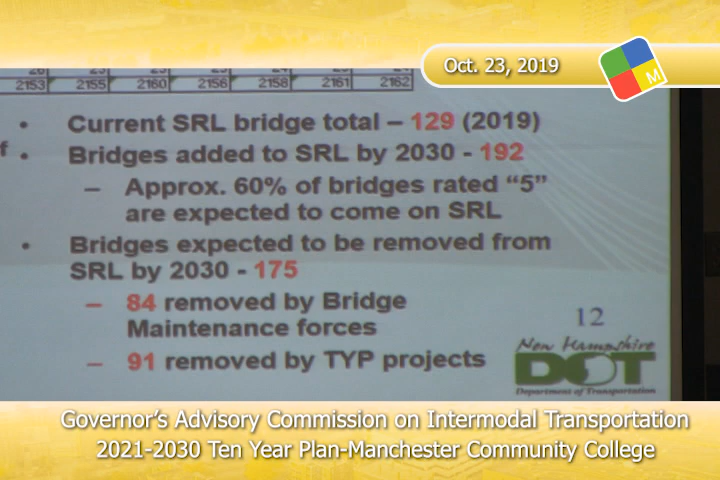 Oct. 23, 2019
M
2153 2155 2160 2156 2158 2161 2162
• Current SRL bridge total – 129 (2019)
f • Bridges added to SRL by 2030 - 192
– Approx. 60% of bridges rated “5”
are expected to come on SRL
• Bridges expected to be removed from
SRL by 2030 - 175
– 84 removed by Bridge
Maintenance forces
– 91 removed by TYP projects
12
New Hampshire
DOT
Department of Transportation
Governor's Advisory Commission on Intermodal Transportation
2021-2030 Ten Year Plan-Manchester Community College